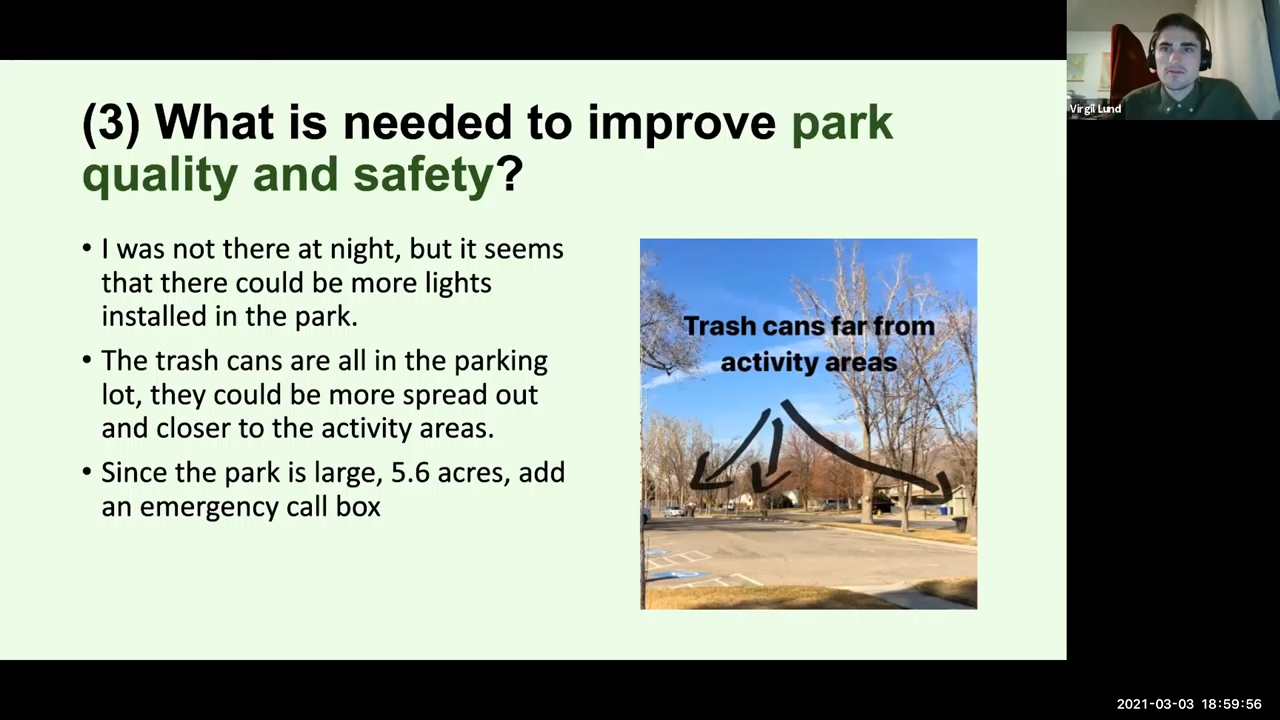 (3) What is needed to improve park
quality and safety?
• I was not there at night, but it seems
that there could be more lights
installed in the park.
• The trash cans are all in the parking
lot, they could be more spread out
and closer to the activity areas.
• Since the park is large, 5.6 acres, add
an emergency call box
Trash cans far from
activity areas
Virgil Lund
2021-03-03 18:59:56